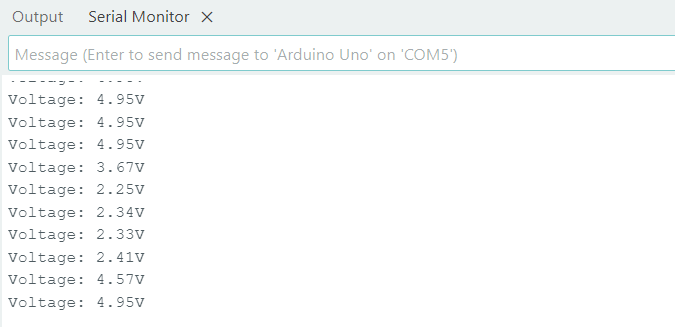 Output Serial Monitor ×
Message (Enter to send message to 'Arduino Uno' on 'COM5')
Voltage: 4.95V
Voltage: 4.95V
Voltage: 4.95V
Voltage: 3.67V
Voltage: 2.25V
Voltage: 2.34V
Voltage: 2.33V
Voltage: 2.41V
Voltage: 4.57V
Voltage: 4.95V